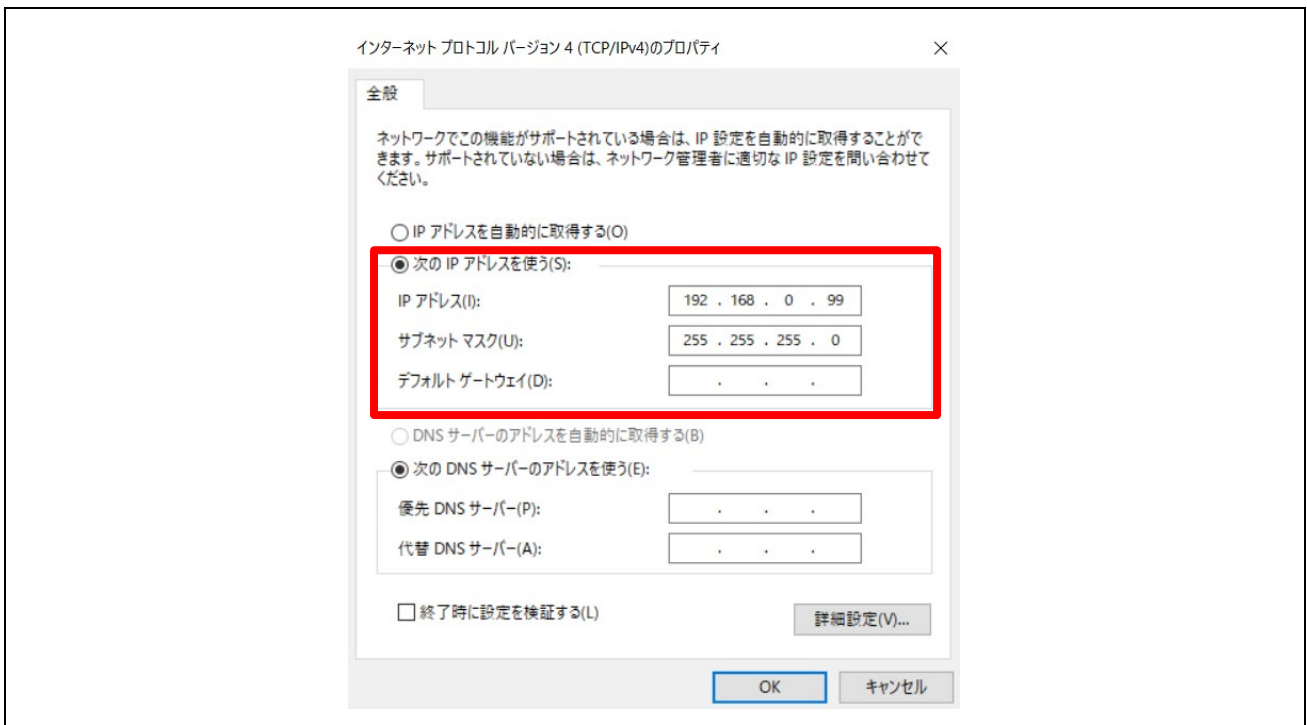 インターネット プロトコル バージョン 4 (TCP/IPv4)のプロパティ
全般
ネットワークでこの機能がサポートされている場合は、IP 設定を自動的に取得することがで
きます。サポートされていない場合は、ネットワーク管理者に適切な IP 設定を問い合わせて
ください。
IP アドレスを自動的に取得する(O)
次の IP アドレスを使う(S):
IP アドレス(I): 192 . 168 . 0 . 99
サブネット マスク(U): 255 . 255 . 255 . 0
デフォルト ゲートウェイ(D): . . .
DNS サーバーのアドレスを自動的に取得する(B)
次の DNS サーバーのアドレスを使う(E):
優先 DNS サーバー(P): . . .
代替 DNS サーバー(A): . . .
終了時に設定を検証する(L)
詳細設定(V)...
OK キャンセル